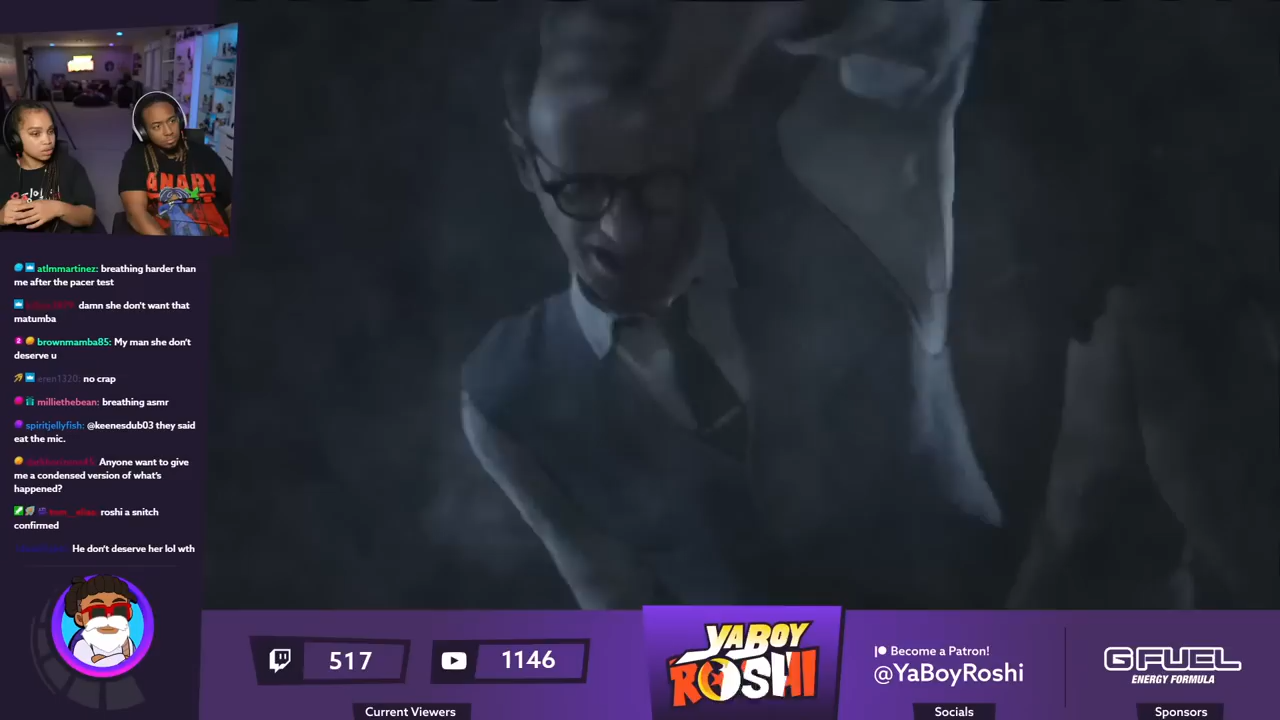 atlmmartinez: breathing harder than
me after the pacer test
damn she don't want that
matumba
brownmamba85: My man she don't
deserve u
eren1320: no crap
milliethebean: breathing asmr
spiritjellyfish: @keenesdub03 they said
eat the mic.
Anyone want to give
me a condensed version of what's
happened?
roshi a snitch
confirmed
He don't deserve her lol wth
517
1146
Current Viewers
YABOY
ROSHI
Become a Patron!
@YaBoyRoshi
Socials
G FUEL
ENERGY FORMULA
Sponsors